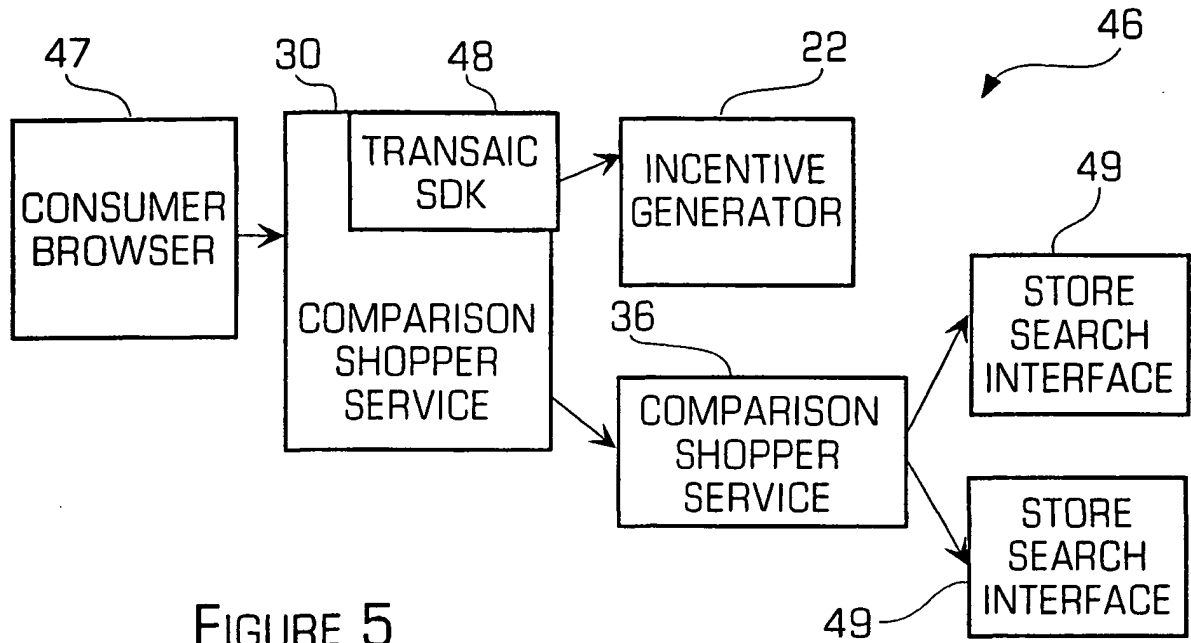 46
47
30
48
22
CONSUMER
BROWSER
TRANSAIC
SDK
COMPARISON
SHOPPER
SERVICE
INCENTIVE
GENERATOR
36
COMPARISON
SHOPPER
SERVICE
49
STORE
SEARCH
INTERFACE
STORE
SEARCH
INTERFACE
49
FIGURE 5